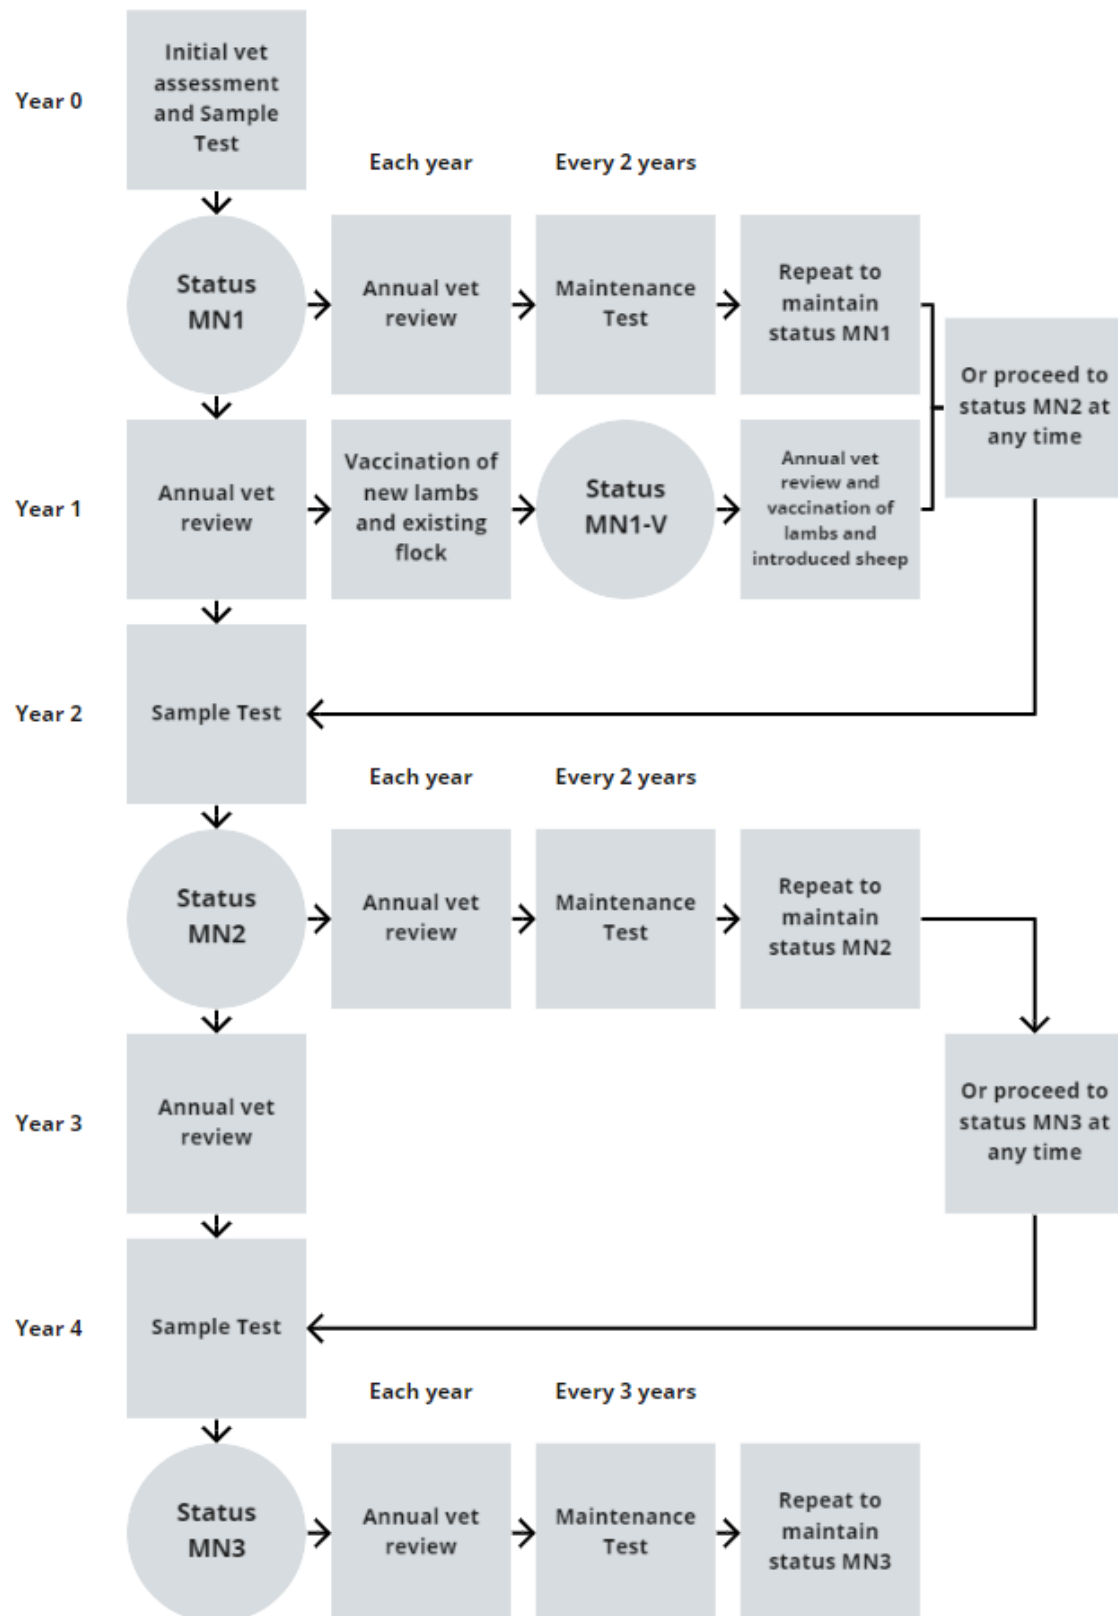 Year 0
Initial vet
assessment
and Sample
Test
Each year
Every 2 years
Status
MN1
Annual vet
review
Maintenance
Test
Repeat to
maintain
status MN1
Or proceed to
status MN2 at
any time
Year 1
Annual vet
review
Vaccination of
new lambs
and existing
flock
Status
MN1-V
Annual vet
review and
vaccination of
lambs and
introduced sheep
Year 2
Sample Test
Each year
Every 2 years
Status
MN2
Annual vet
review
Maintenance
Test
Repeat to
maintain
status MN2
Year 3
Annual vet
review
Or proceed to
status MN3 at
any time
Year 4
Sample Test
Each year
Every 3 years
Status
MN3
Annual vet
review
Maintenance
Test
Repeat to
maintain
status MN3